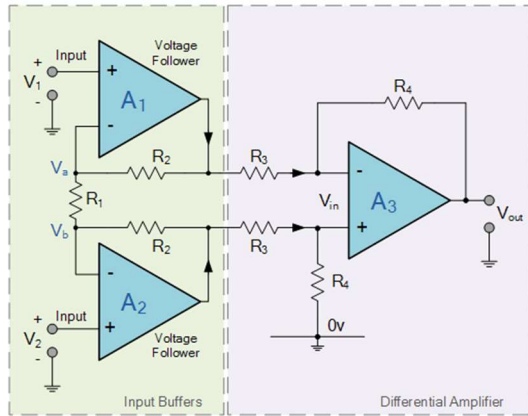 Input
Voltage
Follower
+
V1
-
+
A1
-
R4
Va
R2
R3
R1
Vin
-
A3
+
Vout
Vb
R2
R3
-
A2
+
R4
Input
+
V2
-
Voltage
Follower
0v
Input Buffers
Differential Amplifier